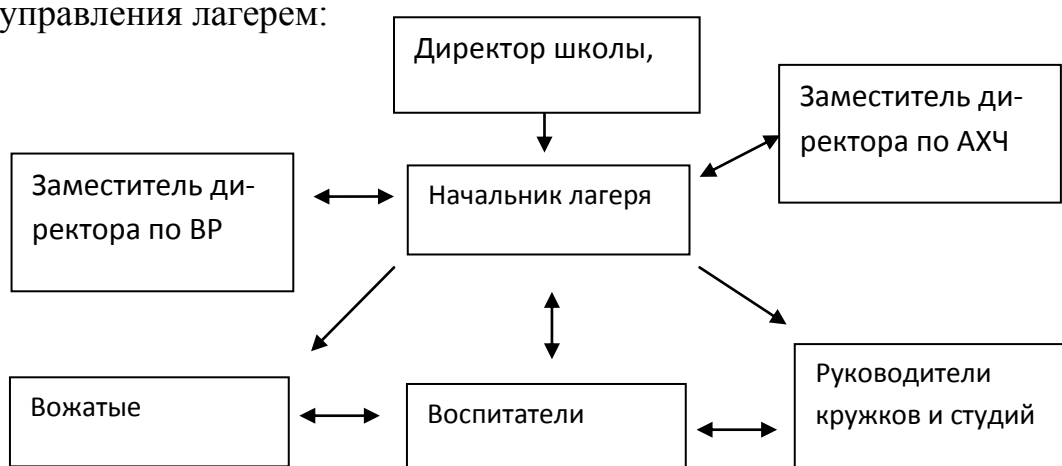 управления лагерем:
Директор школы,
Заместитель ди-
ректора по АХЧ
Заместитель ди-
ректора по ВР
Начальник лагеря
Вожатые
Воспитатели
Руководители
кружков и студий